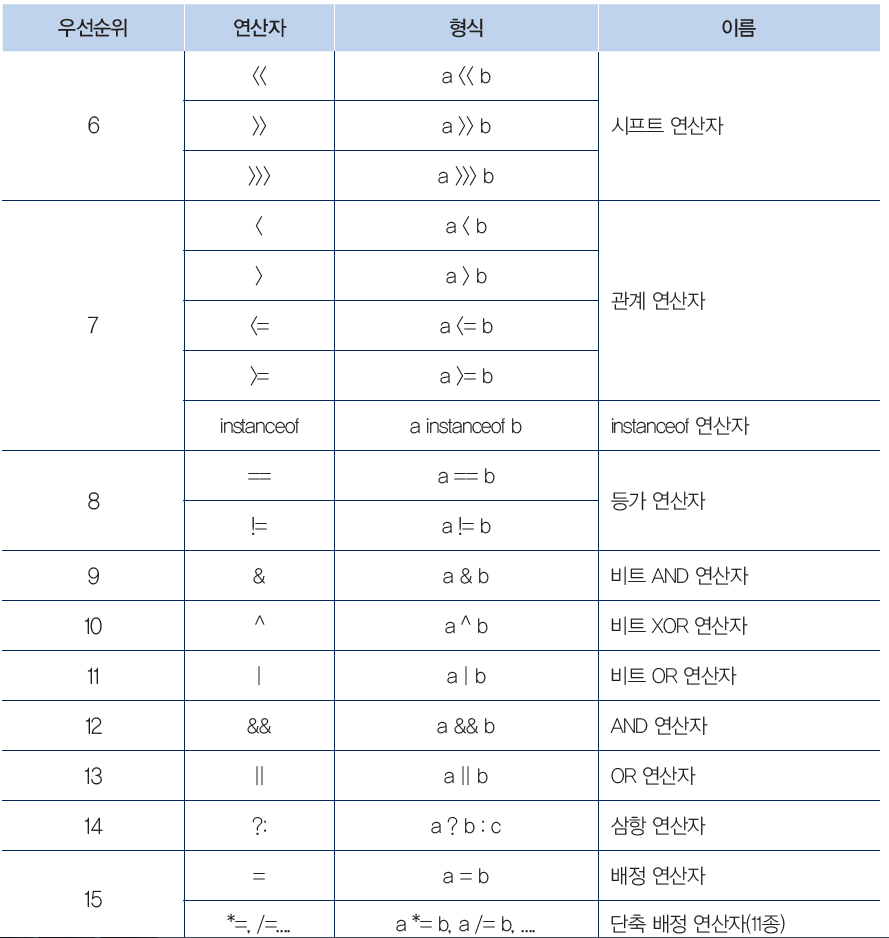 우선순위 연산자 형식 이름
6 << a << b 시프트 연산자
>> a >> b
>>> a >>> b
7 < a < b 관계 연산자
> a > b
<= a <= b
>= a >= b
instanceof a instanceof b instanceof 연산자
8 == a == b 등가 연산자
!= a != b
9 & a & b 비트 AND 연산자
10 ^ a ^ b 비트 XOR 연산자
11 | a | b 비트 OR 연산자
12 && a && b AND 연산자
13 || a || b OR 연산자
14 ?: a ? b : c 삼항 연산자
15 = a = b 배정 연산자
*=, /=.... a *= b, a /= b, .... 단축 배정 연산자(11종)